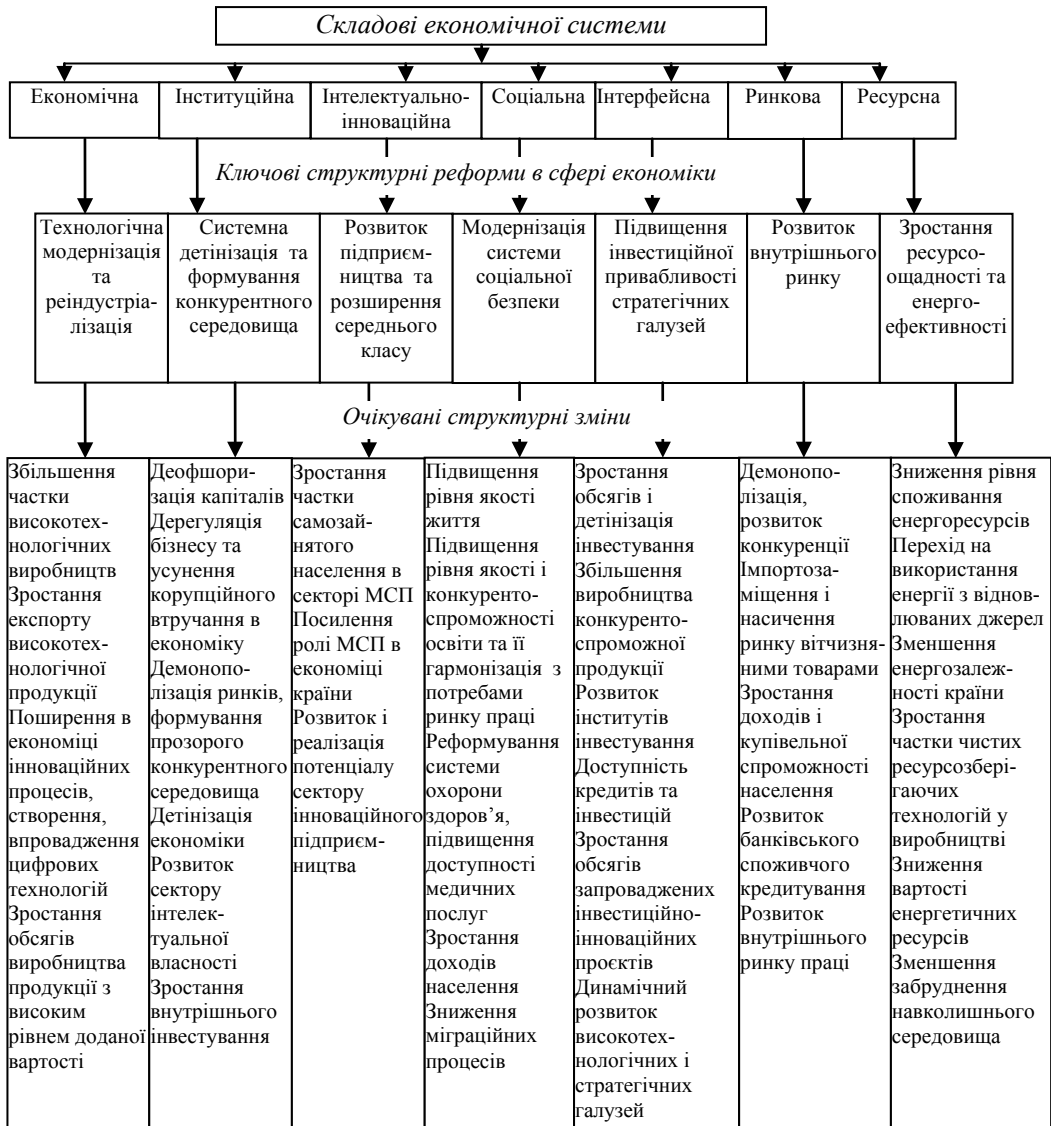 Складові економічної системи
Економічна
Інституційна
Інтелектуально-
інноваційна
Соціальна
Інтерфейсна
Ринкова
Ресурсна
Ключові структурні реформи в сфері економіки
Технологічна
модернізація
та
реіндустріа-
лізація
Системна
детінізація та
формування
конкурентного
середовища
Розвиток
підприєм-
ництва та
розширення
середнього
класу
Модернізація
системи
соціальної
безпеки
Підвищення
інвестиційної
привабливості
стратегічних
галузей
Розвиток
внутрішнього
ринку
Зростання
ресурсо-
ощадності та
енерго-
ефективності
Очікувані структурні зміни
Збільшення
частки
високотех-
нологічних
виробництв
Зростання
експорту
високотех-
нологічної
продукції
Поширення в
економіці
інноваційних
процесів,
створення,
впровадження
цифрових
технологій
Зростання
обсягів
виробництва
продукції з
високим
рівнем доданої
вартості
Деофшори-
зація капіталів
Дерегуляція
бізнесу та
усунення
корупційного
втручання в
економіку
Демонопо-
лізація ринків,
формування
прозорого
конкурентного
середовища
Детінізація
економіки
Розвиток
сектору
інтелек-
туальної
власності
Зростання
внутрішнього
інвестування
Зростання
частки
самозай-
нятого
населення в
секторі МСП
Посилення
ролі МСП в
економіці
країни
Розвиток і
реалізація
потенціалу
сектору
інноваційного
підприєм-
ництва
Підвищення
рівня якості
життя
Підвищення
рівня якості і
конкуренто-
спроможності
освіти та її
гармонізація з
потребами
ринку праці
Реформування
системи
охорони
здоров’я,
підвищення
доступності
медичних
послуг
Зростання
доходів
населення
Зниження
міграційних
процесів
Зростання
обсягів і
детінізація
інвестування
Збільшення
виробництва
конкуренто-
спроможної
продукції
Розвиток
інститутів
інвестування
Доступність
кредитів та
інвестицій
Зростання
обсягів
запроваджених
інвестиційно-
інноваційних
проєктів
Динамічний
розвиток
високотех-
нологічних і
стратегічних
галузей
Демонопо-
лізація,
розвиток
конкуренції
Імпортоза-
міщення і
насичення
ринку вітчизня-
ними товарами
Зростання
доходів і
купівельної
спроможності
населення
Розвиток
банківського
споживчого
кредитування
Розвиток
внутрішнього
ринку праці
Зниження рівня
споживання
енергоресурсів
Перехід на
використання
енергії з віднов-
люваних джерел
Зменшення
енергозалеж-
ності країни
Зростання
частки чистих
ресурсозбері-
гаючих
технологій у
виробництві
Зниження
вартості
енергетичних
ресурсів
Зменшення
забруднення
навколишнього
середовища